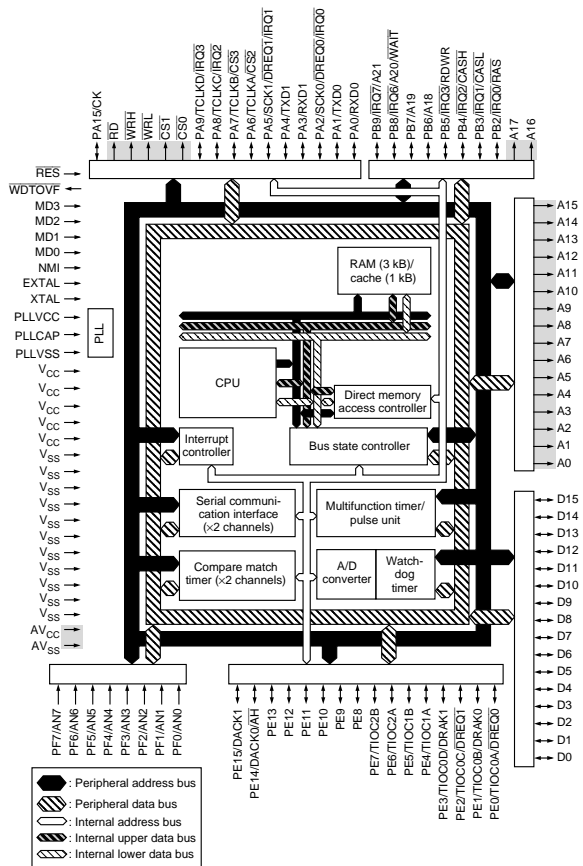 PA15/CK
RD
WRH
WRL
CS1
CS0
PA9/TCLKD/IRQ3
PA8/TCLKC/IRQ2
PA7/TCLKB/CS3
PA6/TCLKA/CS2
PA5/SCK1/DREQ1/IRQ1
PA4/TXD1
PA3/RXD1
PA2/SCK0/DREQ0/IRQ0
PA1/TXD0
PA0/RXD0
PB9/IRQ7/A21
PB8/IRQ6/A20/WAIT
PB7/A19
PB6/A18
PB5/IRQ3/RDWR
PB4/IRQ2/CASH
PB3/IRQ1/CASL
PB2/IRQ0/RAS
A17
A16
RES
WDTOVF
MD3
MD2
MD1
MD0
NMI
EXTAL
XTAL
PLLVCC
PLLCAP
PLLVSS
VCC
VCC
VCC
VCC
VCC
VSS
VSS
VSS
VSS
VSS
VSS
VSS
VSS
VSS
AVCC
AVSS
PLL
RAM (3 kB)/
cache (1 kB)
CPU
Direct memory
access controller
Interrupt
controller
Bus state controller
Serial communi-
cation interface
(×2 channels)
Multifunction timer/
pulse unit
Compare match
timer (×2 channels)
A/D
converter
Watch-
dog
timer
A15
A14
A13
A12
A11
A10
A9
A8
A7
A6
A5
A4
A3
A2
A1
A0
D15
D14
D13
D12
D11
D10
D9
D8
D7
D6
D5
D4
D3
D2
D1
D0
PF7/AN7
PF6/AN6
PF5/AN5
PF4/AN4
PF3/AN3
PF2/AN2
PF1/AN1
PF0/AN0
PE15/DACK1
PE14/DACK0/AH
PE13
PE12
PE11
PE10
PE9
PE8
PE7/TIOC2B
PE6/TIOC2A
PE5/TIOC1B
PE4/TIOC1A
PE3/TIOC0D/DRAK1
PE2/TIOC0C/DREQ1
PE1/TIOC0B/DRAK0
PE0/TIOC0A/DREQ0
: Peripheral address bus
: Peripheral data bus
: Internal address bus
: Internal upper data bus
: Internal lower data bus